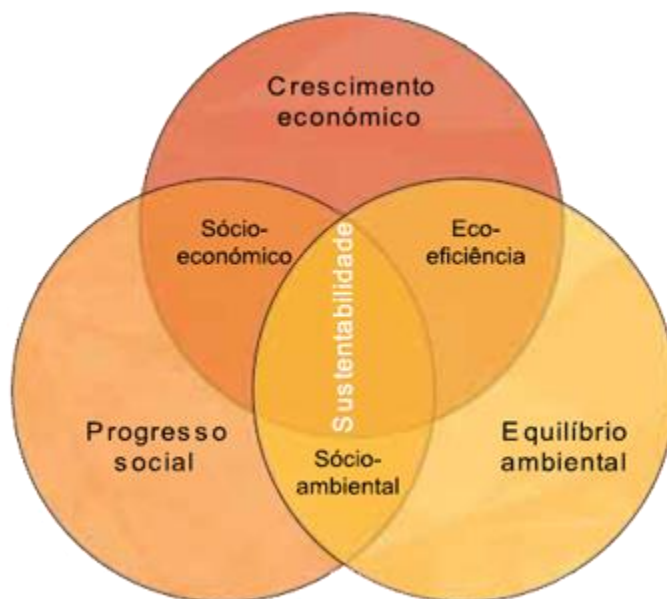 Crescimento
económico
Sócio-
económico
Eco-
eficiência
Sustentabilidade
Progresso
social
Equilíbrio
ambiental
Sócio-
ambiental